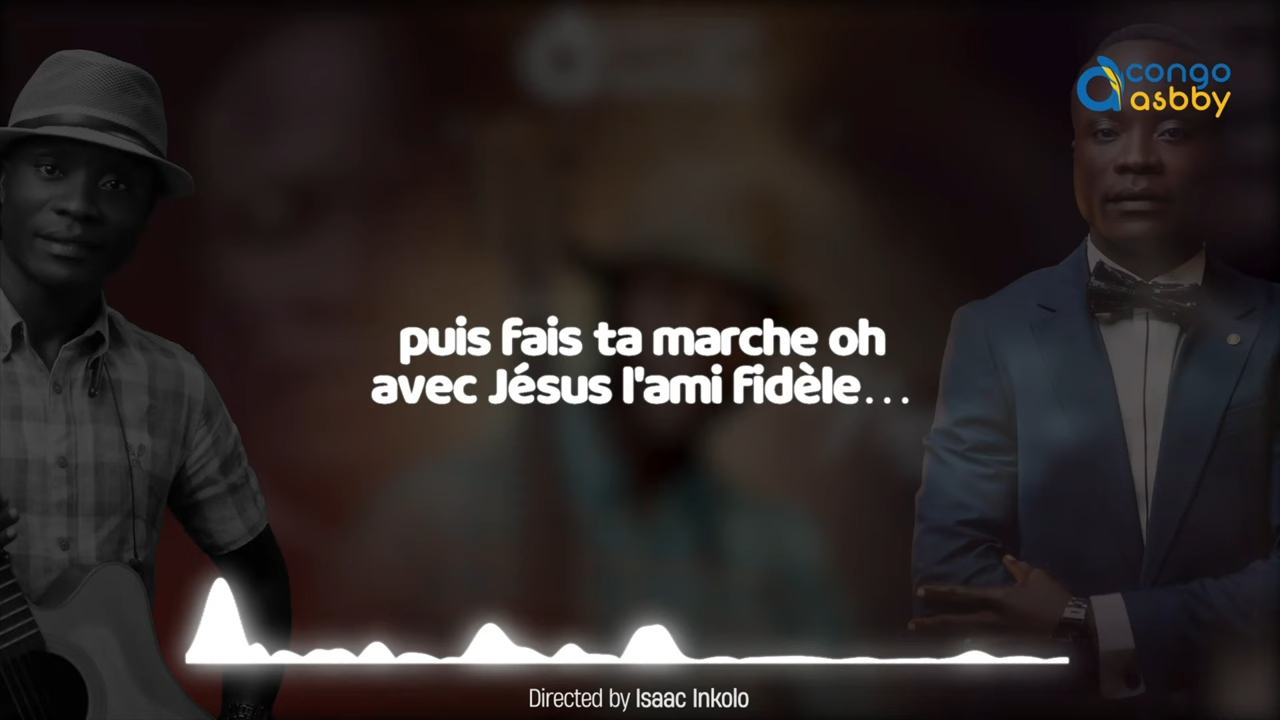 congo
asbby
puis fais ta marche oh
avec Jésus l'ami fidèle...
Directed by Isaac Inkolo